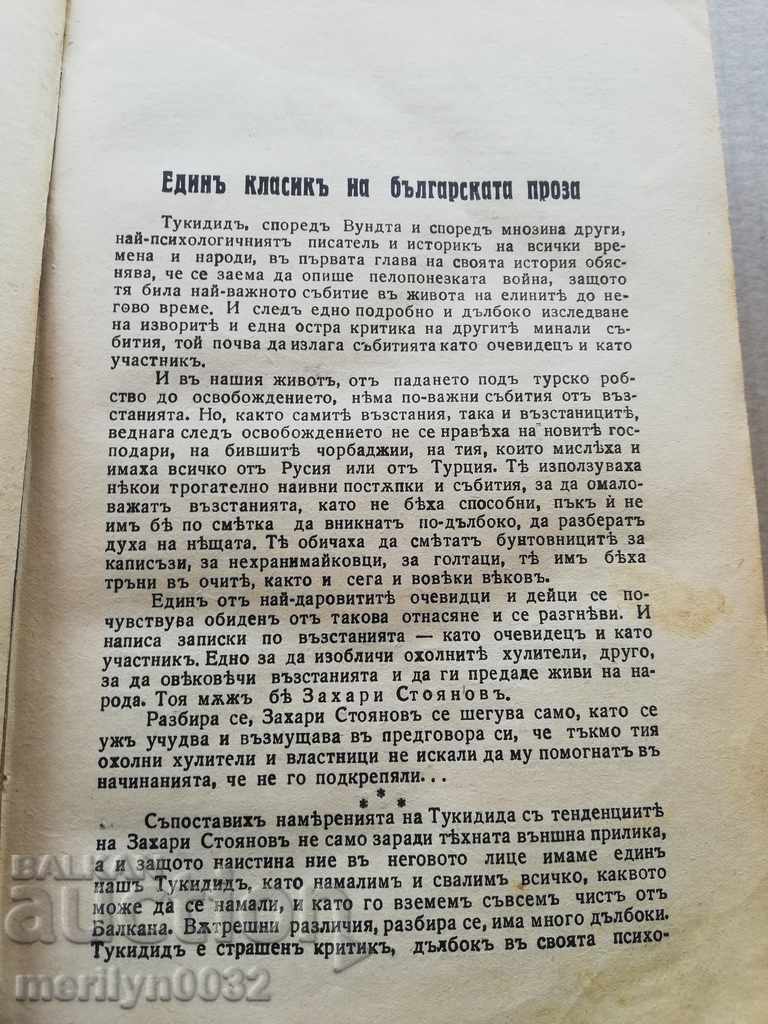 Единъ класикъ на българската проза
Тукидидъ, споредъ Вундта и споредъ мнозина други,
най-психологичниятъ писатель и историкъ на всички вре-
мена и народи, въ първата глава на своята история обяс-
нява, че се заема да опише пелопонезката война, защото
тя била най-важното събитие въ живота на елините до не-
гово време. И следъ едно подробно и дълбоко изследване
на изворитѣ и една остра критика на другитѣ минали съ-
бития, той почва да излага събитията като очевидецъ и като
участникъ.
И въ нашия животъ, отъ падането подъ турско роб-
ство до освобождението, нѣма по-важни събития отъ въз-
станията. Но, както самитѣ възстания, така и възстаницитѣ,
веднага следъ освобождението не се нравѣха на новитѣ гос-
подари, на бившитѣ чорбаджии, на тия, които мислѣха и
имаха всичко отъ Русия или отъ Турция. Тѣ използуваха
нѣкои трогателно наивни постѫпки и събития, за да омало-
важатъ възстанията, като не бѣха способни, пъкъ ѝ не
имъ бѣ по смѣтка да вникнатъ по-дълбоко, да разбератъ
духа на нѣщата. Тѣ обичаха да смѣтатъ бунтовницитѣ за
каписъзи, за нехранимайковци, за голтаци, тѣ имъ бѣха
тръни въ очитѣ, както и сега и вовѣки вѣковъ.
Единъ отъ най-даровититѣ очевидци и дейци се по-
чувствува обиденъ отъ такова отнасяне и се разгнѣви. И
написа записки по възстанията — като очевидецъ и като
участникъ. Едно за да изобличи охолнитѣ хулители, друго,
за да овѣковѣчи възстанията и да ги предаде живи на на-
рода. Тоя мѫжъ бѣ Захари Стояновъ.
Разбира се, Захари Стояновъ се шегува само, като се
ужъ учудва и възмущава въ предговора си, че тъкмо тия
охолни хулители и властници не искали да му помогнатъ въ
начинанията, че не го подкрепяли...
* * *
Съпоставихъ намѣренията на Тукидида съ тенденциитѣ
на Захари Стояновъ не само заради тѣхната външна прилика,
а и защото наистина ние въ неговото лице имаме единъ
нашъ Тукидидъ, като намалимъ и свалимъ всичко, каквото
може да се намали, и като го вземемъ съвсемъ чистъ отъ
Балкана. Вѫтрешни различия, разбира се, има много дълбоки.
Тукидидъ е страшенъ критикъ, дълбокъ въ своята психо-
БАЛКАН
auction
merilyn0032